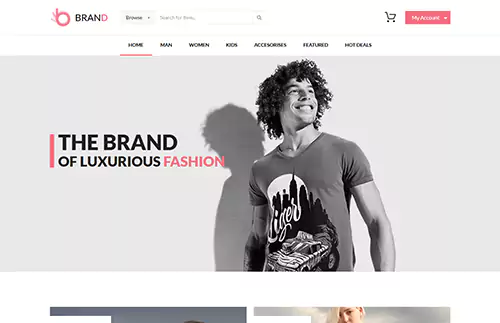 BRAND
Browse
Search for Item...
My Account
HOME
MAN
WOMEN
KIDS
ACCESORISES
FEATURED
HOT DEALS
THE BRAND
OF LUXURIOUS FASHION